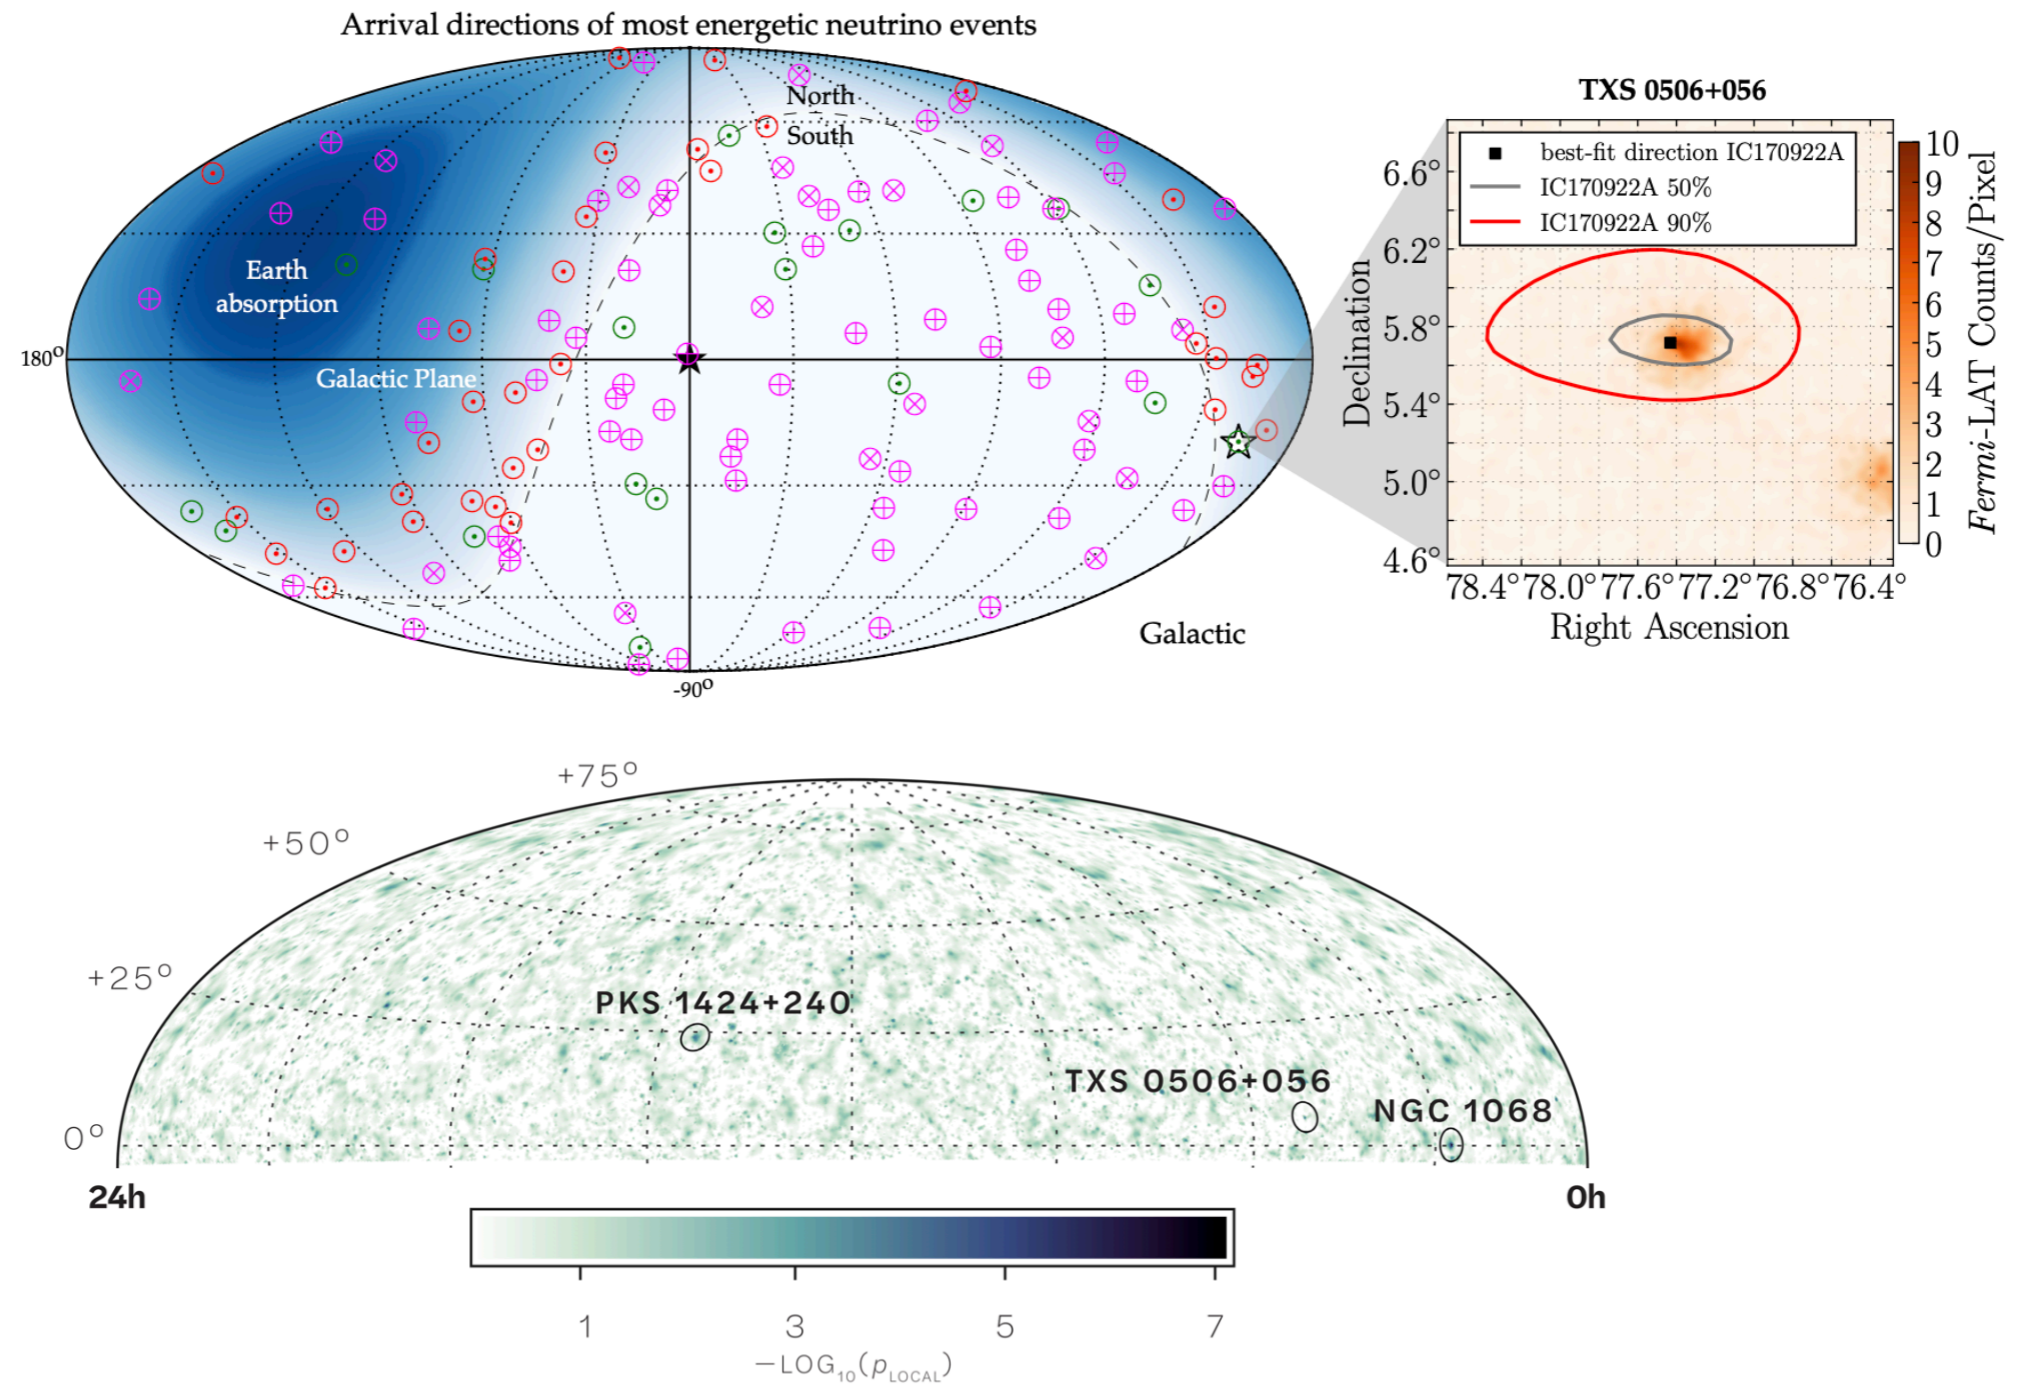 Arrival directions of most energetic neutrino events
North
South
Earth
absorption
180°
Galactic Plane
-90°
Galactic
TXS 0506+056
best-fit direction IC170922A
IC170922A 50%
IC170922A 90%
6.6°
6.2°
5.8°
5.4°
5.0°
4.6°
Declination
78.4° 78.0° 77.6° 77.2° 76.8° 76.4°
Right Ascension
10
9
8
7
6
5
4
3
2
1
0
Fermi-LAT Counts/Pixel
+75°
+50°
+25°
0°
PKS 1424+240
TXS 0506+056
NGC 1068
24h
0h
1 3 5 7
−LOG₁₀(pLOCAL)